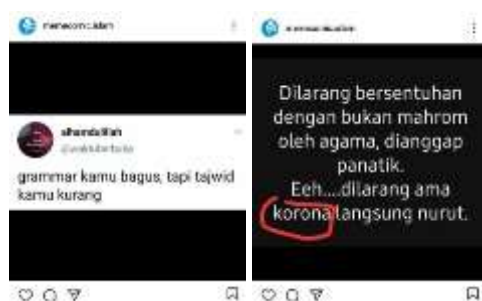 alhamdulillah
grammar kamu bagus, tapi tajwid
kamu kurang
Dilarang bersentuhan
dengan bukan mahrom
oleh agama, dianggap
panatik.
Eeh....dilarang ama
korona langsung nurut.